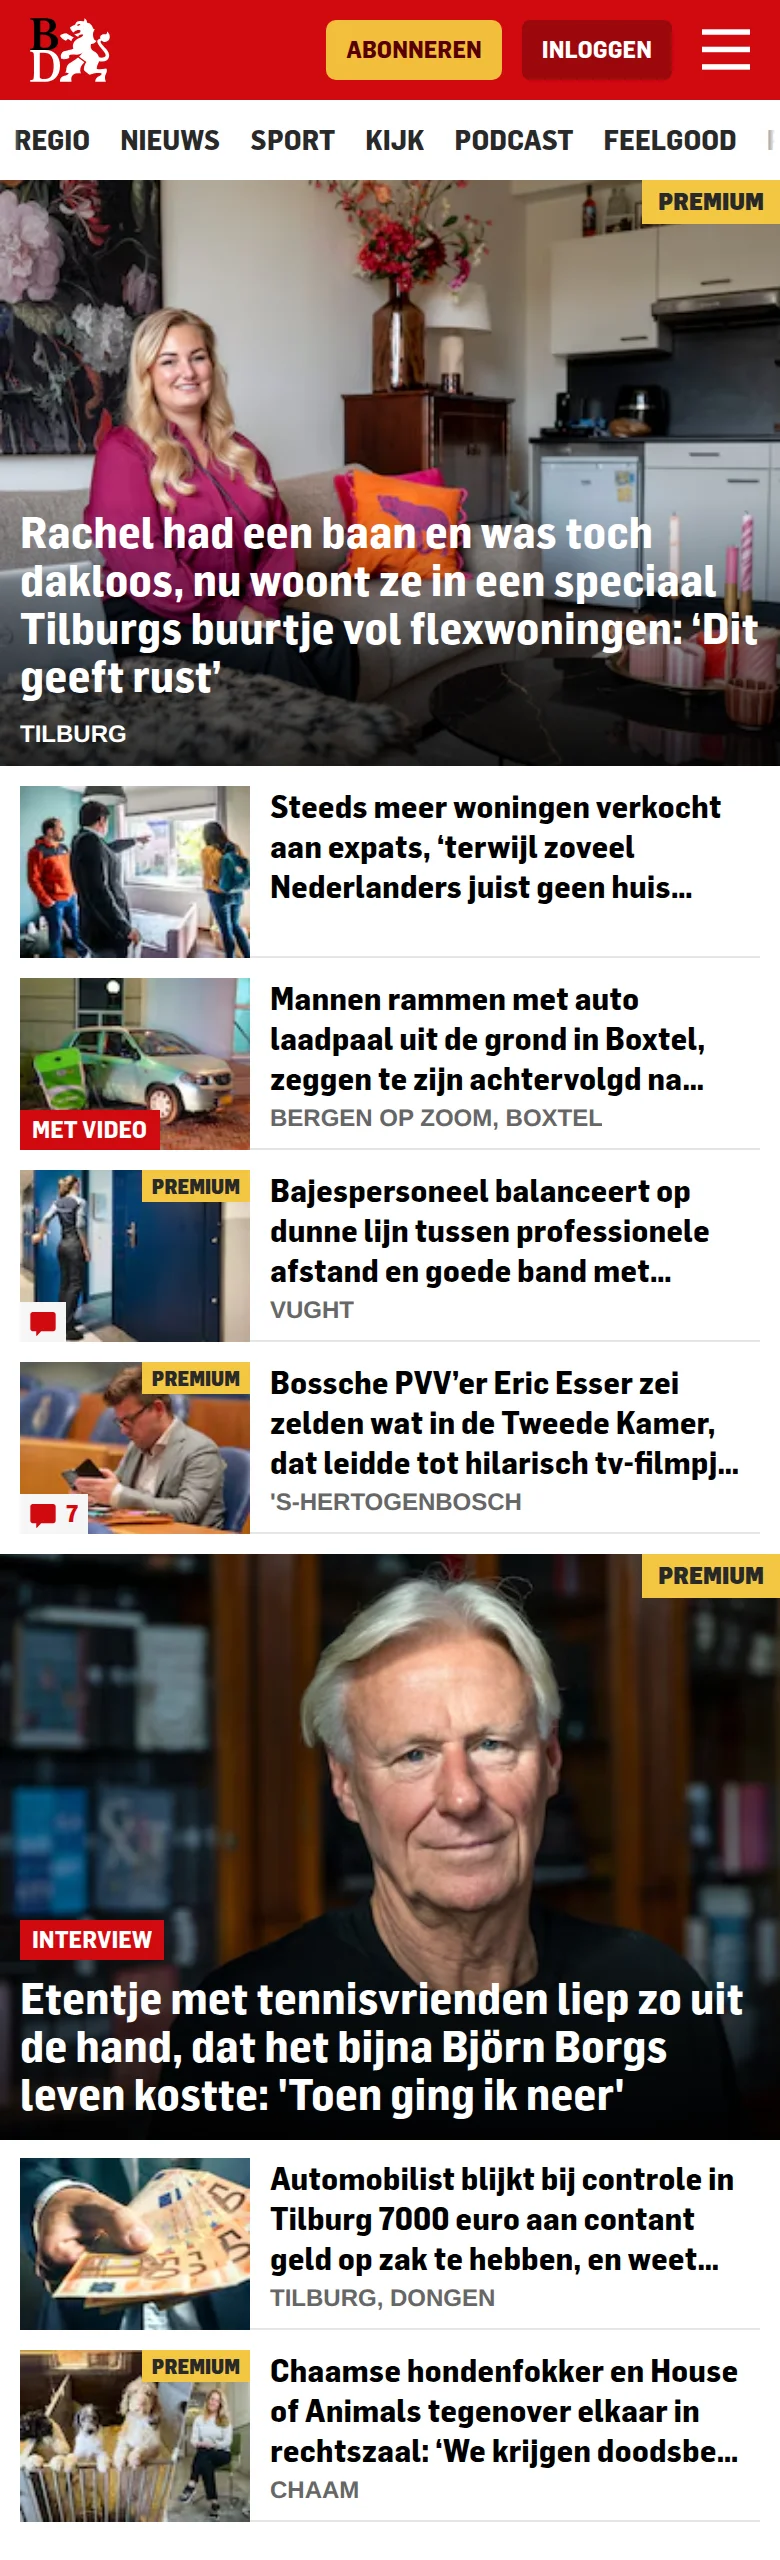 BD
ABONNEREN
INLOGGEN
REGIO NIEUWS SPORT KIJK PODCAST FEELGOOD
PREMIUM
Rachel had een baan en was toch
dakloos, nu woont ze in een speciaal
Tilburgs buurtje vol flexwoningen: ‘Dit
geeft rust’
TILBURG
Steeds meer woningen verkocht
aan expats, ‘terwijl zoveel
Nederlanders juist geen huis...
MET VIDEO
Mannen rammen met auto
laadpaal uit de grond in Boxtel,
zeggen te zijn achtervolgd na...
BERGEN OP ZOOM, BOXTEL
PREMIUM
Bajespersoneel balanceert op
dunne lijn tussen professionele
afstand en goede band met...
VUGHT
PREMIUM
7
Bossche PVV’er Eric Esser zei
zelden wat in de Tweede Kamer,
dat leidde tot hilarisch tv-filmpj...
'S-HERTOGENBOSCH
PREMIUM
INTERVIEW
Etentje met tennisvrienden liep zo uit
de hand, dat het bijna Björn Borgs
leven kostte: 'Toen ging ik neer'
Automobilist blijkt bij controle in
Tilburg 7000 euro aan contant
geld op zak te hebben, en weet...
TILBURG, DONGEN
PREMIUM
Chaamse hondenfokker en House
of Animals tegenover elkaar in
rechtszaal: ‘We krijgen doodsbe...
CHAAM